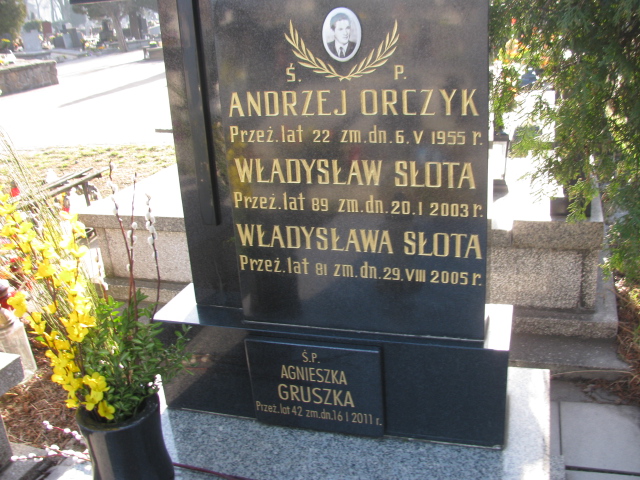 Ś. P.
ANDRZEJ ORCZYK
Przeż. lat 22 zm. dn. 6. V 1955 r.
WŁADYSŁAW SŁOTA
Przeż. lat 89 zm. dn. 20. I 2003 r.
WŁADYSŁAWA SŁOTA
Przeż. lat 81 zm. dn. 29. VIII 2005 r.
Ś.P.
AGNIESZKA
GRUSZKA
Przeż. lat 42 zm. dn. 16 I 2011 r.